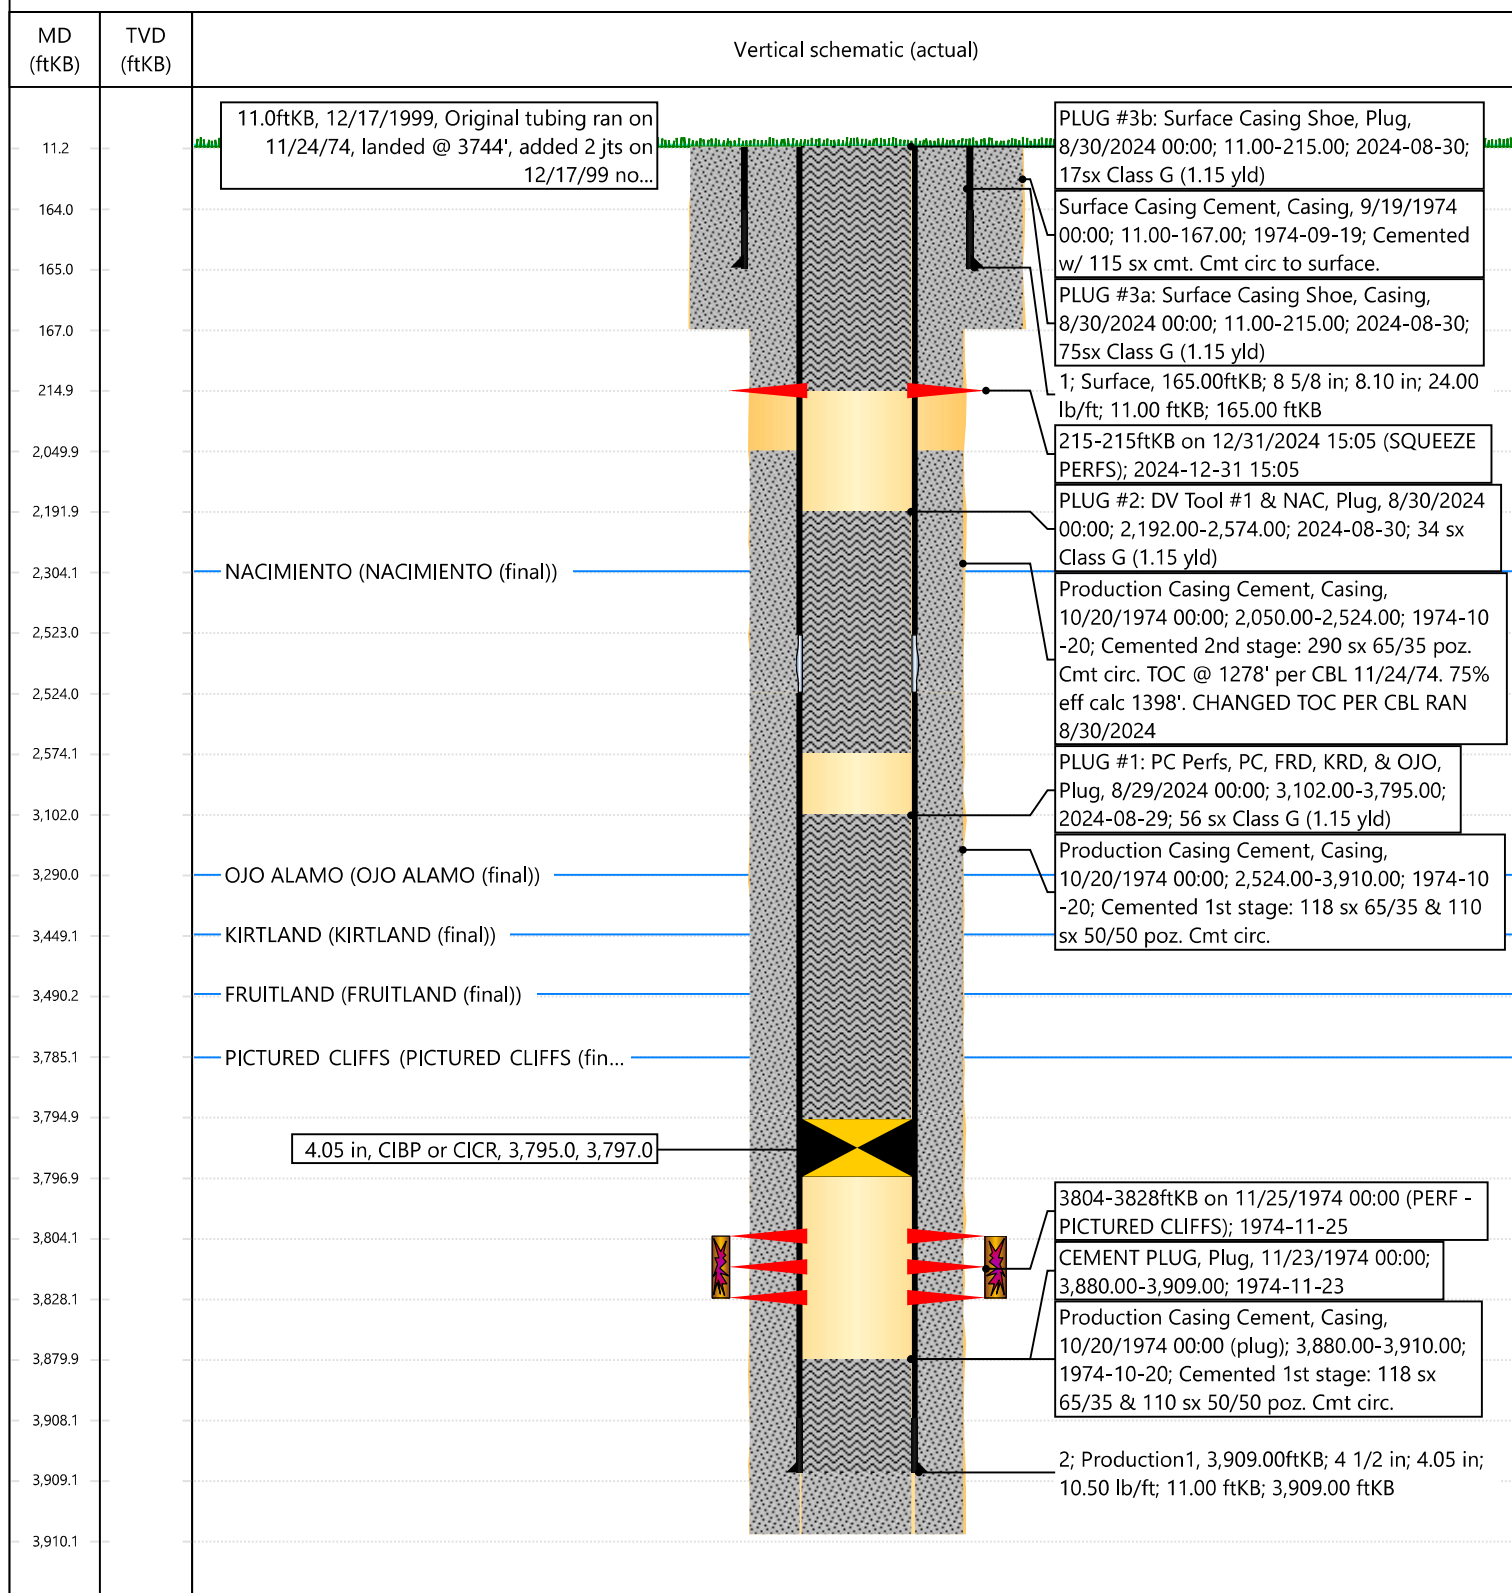 MD
(ftKB)
TVD
(ftKB)
Vertical schematic (actual)
11.2
164.0
165.0
167.0
214.9
2,049.9
2,191.9
2,304.1
2,523.0
2,524.0
2,574.1
3,102.0
3,290.0
3,449.1
3,490.2
3,785.1
3,794.9
3,796.9
3,804.1
3,828.1
3,879.9
3,908.1
3,909.1
3,910.1
11.0ftKB, 12/17/1999, Original tubing ran on
11/24/74, landed @ 3744', added 2 jts on
12/17/99 no...
NACIMIENTO (NACIMIENTO (final))
OJO ALAMO (OJO ALAMO (final))
KIRTLAND (KIRTLAND (final))
FRUITLAND (FRUITLAND (final))
PICTURED CLIFFS (PICTURED CLIFFS (fin...
4.05 in, CIBP or CICR, 3,795.0, 3,797.0
PLUG #3b: Surface Casing Shoe, Plug,
8/30/2024 00:00; 11.00-215.00; 2024-08-30;
17sx Class G (1.15 yld)
Surface Casing Cement, Casing, 9/19/1974
00:00; 11.00-167.00; 1974-09-19; Cemented
w/ 115 sx cmt. Cmt circ to surface.
PLUG #3a: Surface Casing Shoe, Casing,
8/30/2024 00:00; 11.00-215.00; 2024-08-30;
75sx Class G (1.15 yld)
1; Surface, 165.00ftKB; 8 5/8 in; 8.10 in; 24.00
lb/ft; 11.00 ftKB; 165.00 ftKB
215-215ftKB on 12/31/2024 15:05 (SQUEEZE
PERFS); 2024-12-31 15:05
PLUG #2: DV Tool #1 & NAC, Plug, 8/30/2024
00:00; 2,192.00-2,574.00; 2024-08-30; 34 sx
Class G (1.15 yld)
Production Casing Cement, Casing,
10/20/1974 00:00; 2,050.00-2,524.00; 1974-10
-20; Cemented 2nd stage: 290 sx 65/35 poz.
Cmt circ. TOC @ 1278' per CBL 11/24/74. 75%
eff calc 1398'. CHANGED TOC PER CBL RAN
8/30/2024
PLUG #1: PC Perfs, PC, FRD, KRD, & OJO,
Plug, 8/29/2024 00:00; 3,102.00-3,795.00;
2024-08-29; 56 sx Class G (1.15 yld)
Production Casing Cement, Casing,
10/20/1974 00:00; 2,524.00-3,910.00; 1974-10
-20; Cemented 1st stage: 118 sx 65/35 & 110
sx 50/50 poz. Cmt circ.
3804-3828ftKB on 11/25/1974 00:00 (PERF -
PICTURED CLIFFS); 1974-11-25
CEMENT PLUG, Plug, 11/23/1974 00:00;
3,880.00-3,909.00; 1974-11-23
Production Casing Cement, Casing,
10/20/1974 00:00 (plug); 3,880.00-3,910.00;
1974-10-20; Cemented 1st stage: 118 sx
65/35 & 110 sx 50/50 poz. Cmt circ.
2; Production1, 3,909.00ftKB; 4 1/2 in; 4.05 in;
10.50 lb/ft; 11.00 ftKB; 3,909.00 ftKB